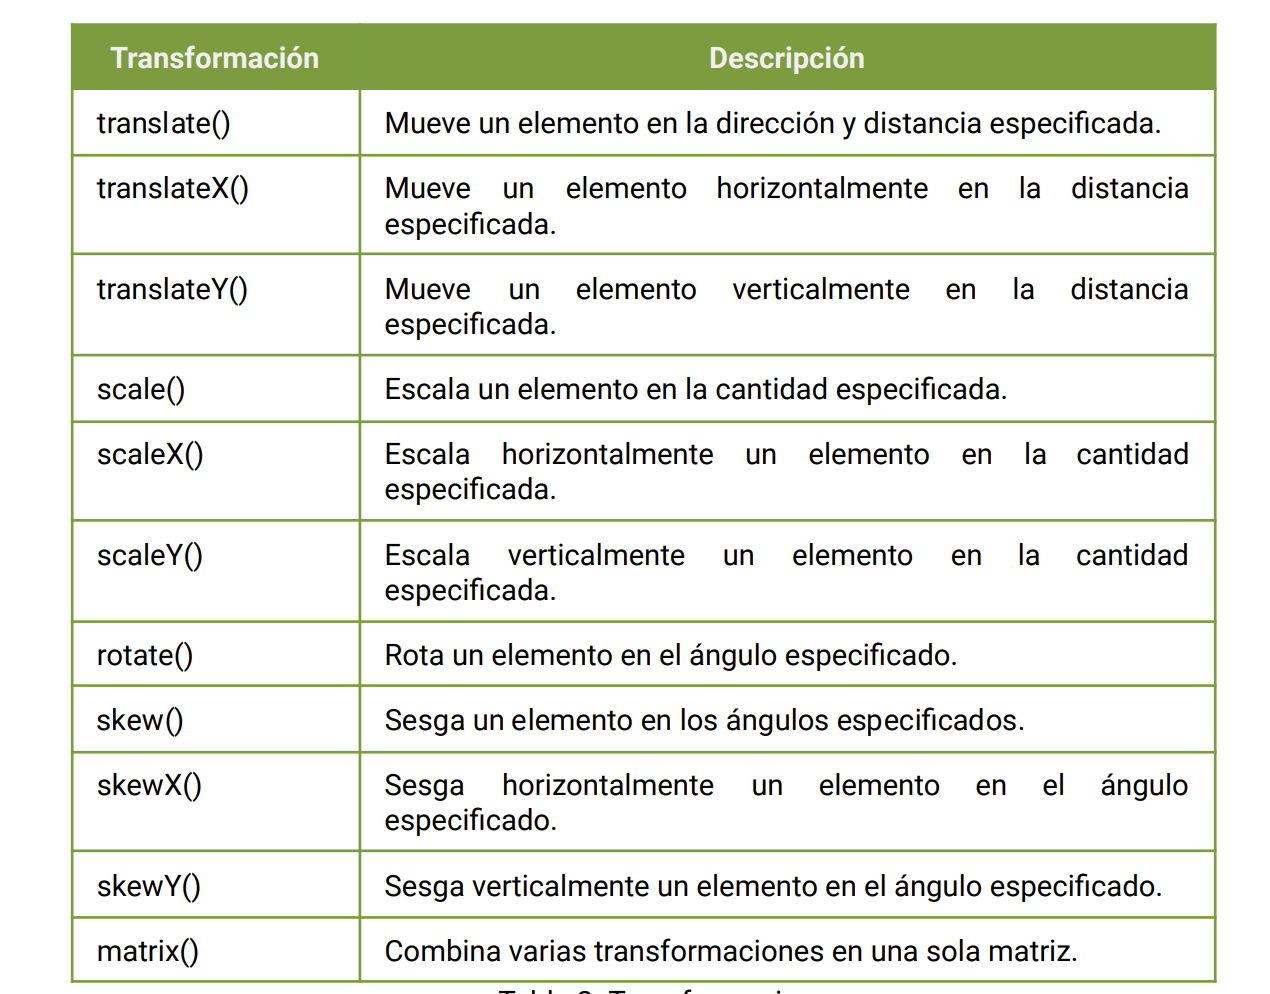 Transformación Descripción
translate() Mueve un elemento en la dirección y distancia especificada.
translateX() Mueve un elemento horizontalmente en la distancia
especificada.
translateY() Mueve un elemento verticalmente en la distancia
especificada.
scale() Escala un elemento en la cantidad especificada.
scaleX() Escala horizontalmente un elemento en la cantidad
especificada.
scaleY() Escala verticalmente un elemento en la cantidad
especificada.
rotate() Rota un elemento en el ángulo especificado.
skew() Sesga un elemento en los ángulos especificados.
skewX() Sesga horizontalmente un elemento en el ángulo
especificado.
skewY() Sesga verticalmente un elemento en el ángulo especificado.
matrix() Combina varias transformaciones en una sola matriz.